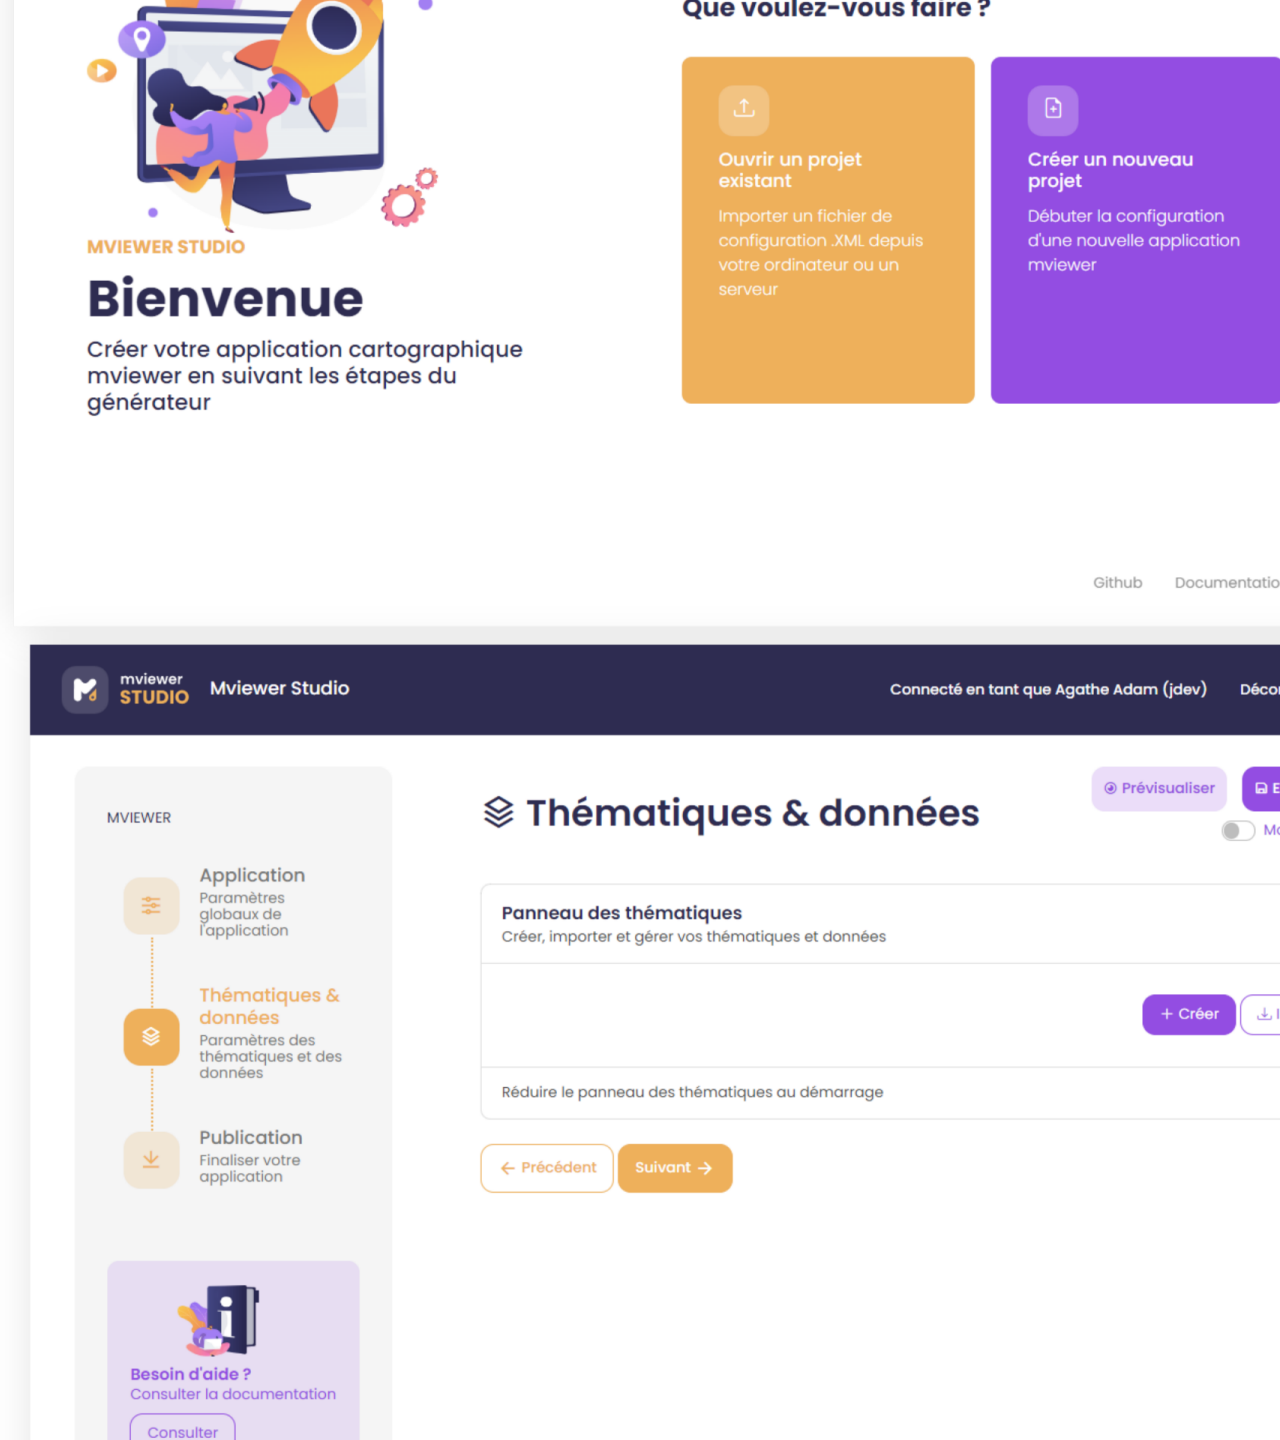 Que voulez-vous faire ?
Ouvrir un projet
existant
Importer un fichier de
configuration .XML depuis
votre ordinateur ou un
serveur
Créer un nouveau
projet
Débuter la configuration
d'une nouvelle application
mviewer
MVIEWER STUDIO
Bienvenue
Créer votre application cartographique
mviewer en suivant les étapes du
générateur
Github
mviewer
STUDIO
Mviewer Studio
Connecté en tant que Agathe Adam (jdev)
MVIEWER
Application
Paramètres
globaux de
l'application
Thématiques &
données
Paramètres des
thématiques et des
données
Publication
Finaliser votre
application
Besoin d'aide ?
Consulter la documentation
Consulter
Thématiques & données
Prévisualiser
Panneau des thématiques
Créer, importer et gérer vos thématiques et données
+ Créer
Réduire le panneau des thématiques au démarrage
← Précédent
Suivant →